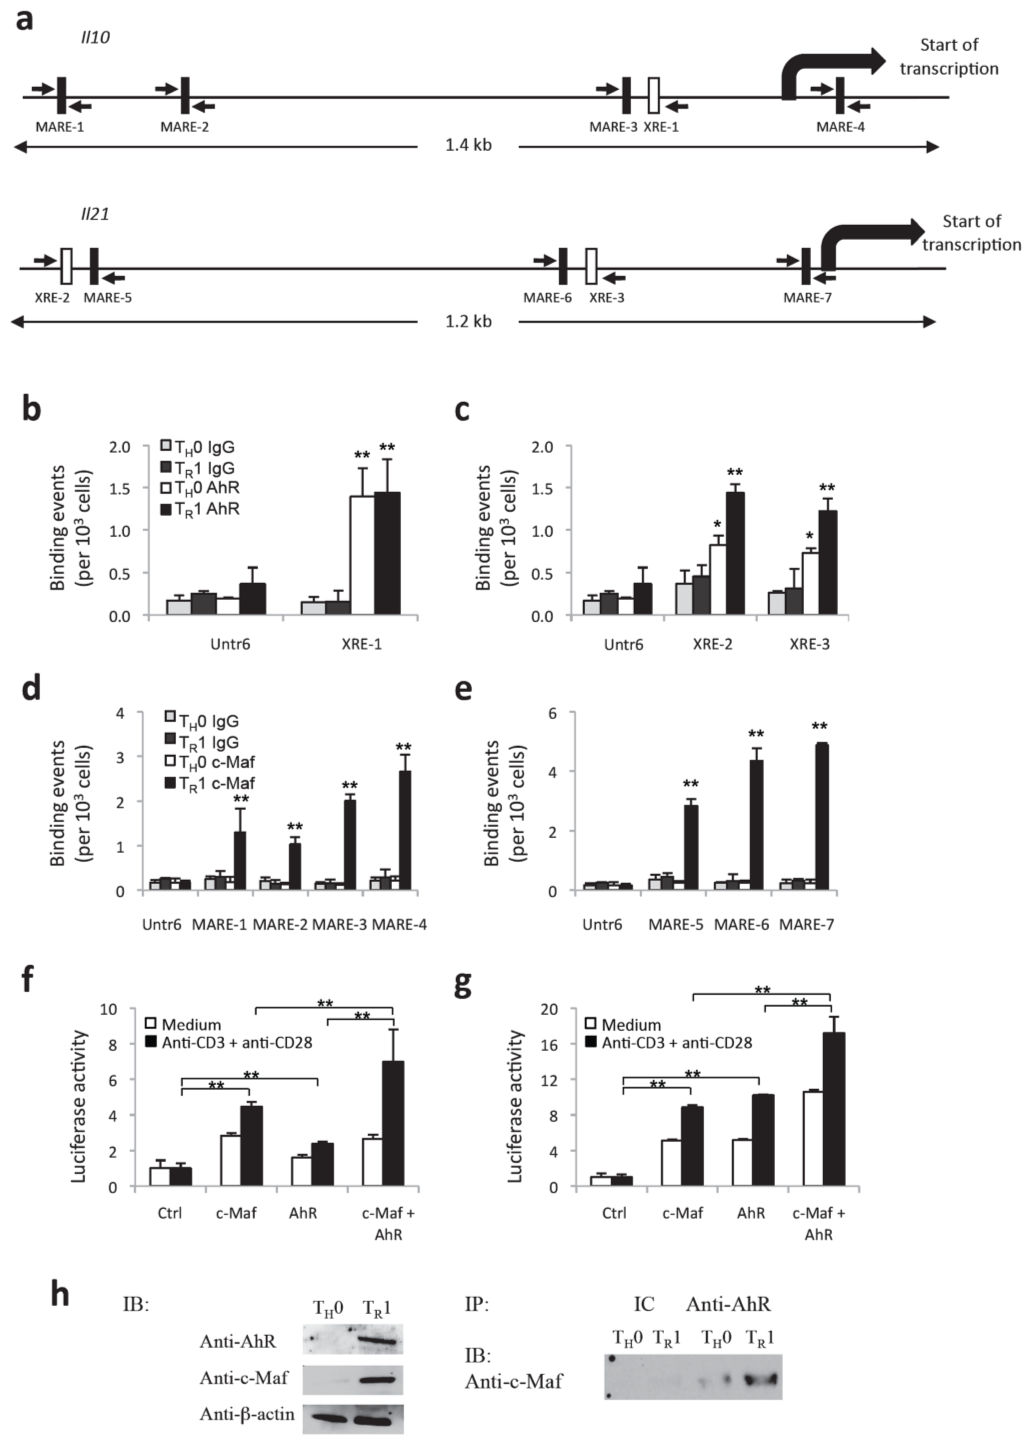 a
Il10
Start of
transcription
MARE-1
MARE-2
MARE-3
XRE-1
MARE-4
1.4 kb
Il21
Start of
transcription
XRE-2
MARE-5
MARE-6
XRE-3
MARE-7
1.2 kb
b
Binding events
(per 10³ cells)
2.0
1.5
1.0
0.5
0.0
TH0 IgG
TR1 IgG
TH0 AhR
TR1 AhR
** **
Untr6
XRE-1
c
Binding events
(per 10³ cells)
2.0
1.5
1.0
0.5
0.0
* ** * **
Untr6
XRE-2
XRE-3
d
Binding events
(per 10³ cells)
4
3
2
1
0
TH0 IgG
TR1 IgG
TH0 c-Maf
TR1 c-Maf
** ** ** **
Untr6 MARE-1 MARE-2 MARE-3 MARE-4
e
Binding events
(per 10³ cells)
6
4
2
0
** ** **
Untr6 MARE-5 MARE-6 MARE-7
f
Luciferase activity
10
8
6
4
2
0
Medium
Anti-CD3 + anti-CD28
** ** ** **
Ctrl
c-Maf
AhR
c-Maf +
AhR
g
Luciferase activity
20
16
12
8
4
0
Medium
Anti-CD3 + anti-CD28
** ** ** **
Ctrl
c-Maf
AhR
c-Maf +
AhR
h
IB:
TH0 TR1
Anti-AhR
Anti-c-Maf
Anti-β-actin
IP:
IC Anti-AhR
TH0 TR1 TH0 TR1
IB:
Anti-c-Maf